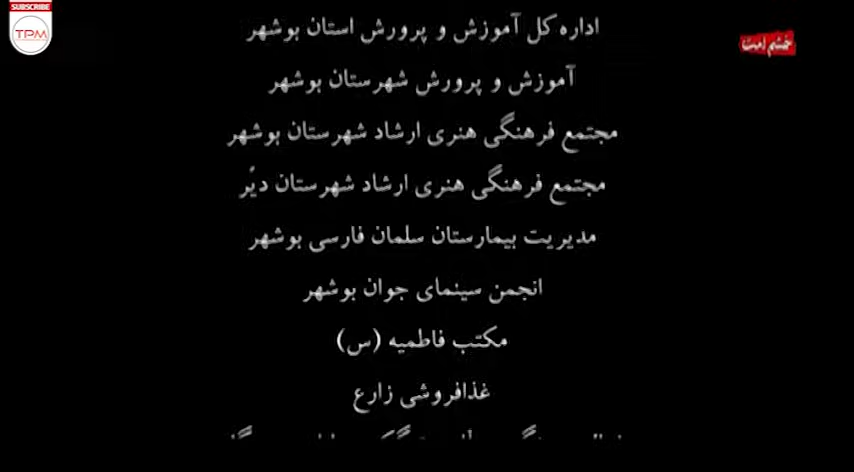 SUBSCRIBE
TPM
خشم امت
اداره کل آموزش و پرورش استان بوشهر
آموزش و پرورش شهرستان بوشهر
مجتمع فرهنگی هنری ارشاد شهرستان بوشهر
مجتمع فرهنگی هنری ارشاد شهرستان دیّر
مدیریت بیمارستان سلمان فارسی بوشهر
انجمن سینمای جوان بوشهر
مکتب فاطمیه (س)
غذافروشی زارع